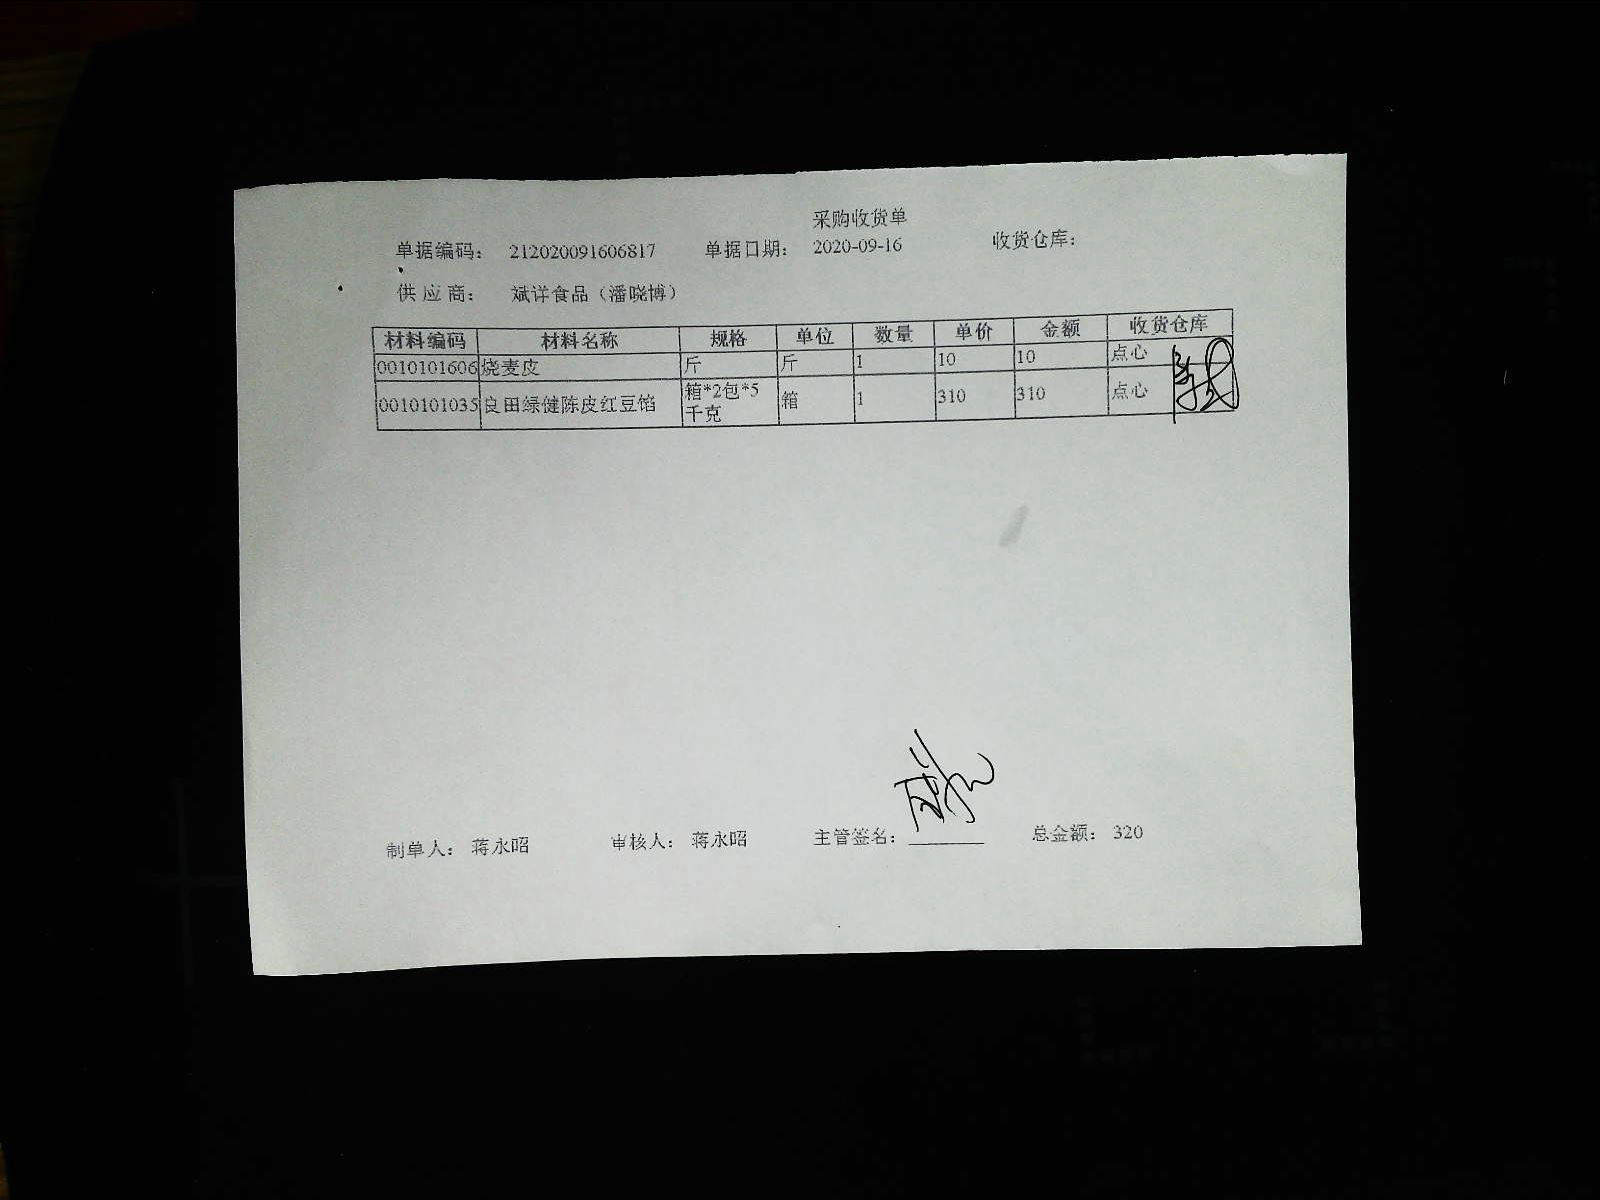 采购收货单
单据编码： 212020091606817 单据日期： 2020-09-16 收货仓库：
供 应 商： 斌详食品（潘晓博）
材料编码 材料名称 规格 单位 数量 单价 金额 收货仓库
0010101606 烧麦皮 斤 斤 1 10 10 点心
0010101035 良田绿健陈皮红豆馅 箱*2包*5千克 箱 1 310 310 点心
制单人： 蒋永昭 审核人： 蒋永昭 主管签名： 总金额： 320